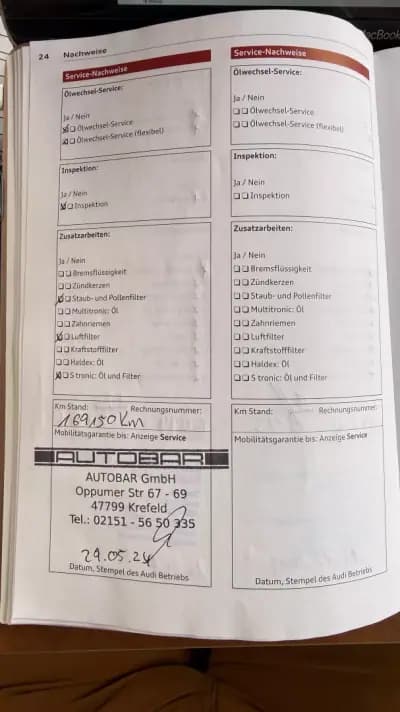 MacBook
24 Nachweise
Service-Nachweise
Ölwechsel-Service:
Ja / Nein
Ölwechsel-Service
Ölwechsel-Service (flexibel)
Inspektion:
Ja / Nein
Inspektion
Zusatzarbeiten:
Ja / Nein
Bremsflüssigkeit
Zündkerzen
Staub- und Pollenfilter
Multitronic: Öl
Zahnriemen
Luftfilter
Kraftstofffilter
Haldex: Öl
S tronic: Öl und Filter
Km Stand: Rechnungsnummer:
169150 Km
Mobilitätsgarantie bis: Anzeige Service
AUTOBAR
AUTOBAR GmbH
Oppumer Str 67 - 69
47799 Krefeld
Tel.: 02151 - 56 50 335
29.05.24
Datum, Stempel des Audi Betriebs
Service-Nachweise
Ölwechsel-Service:
Ja / Nein
Ölwechsel-Service
Ölwechsel-Service (flexibel)
Inspektion:
Ja / Nein
Inspektion
Zusatzarbeiten:
Ja / Nein
Bremsflüssigkeit
Zündkerzen
Staub- und Pollenfilter
Multitronic: Öl
Zahnriemen
Luftfilter
Kraftstofffilter
Haldex: Öl
S tronic: Öl und Filter
Km Stand: Rechnungsnummer:
Mobilitätsgarantie bis: Anzeige Service
Datum, Stempel des Audi Betriebs